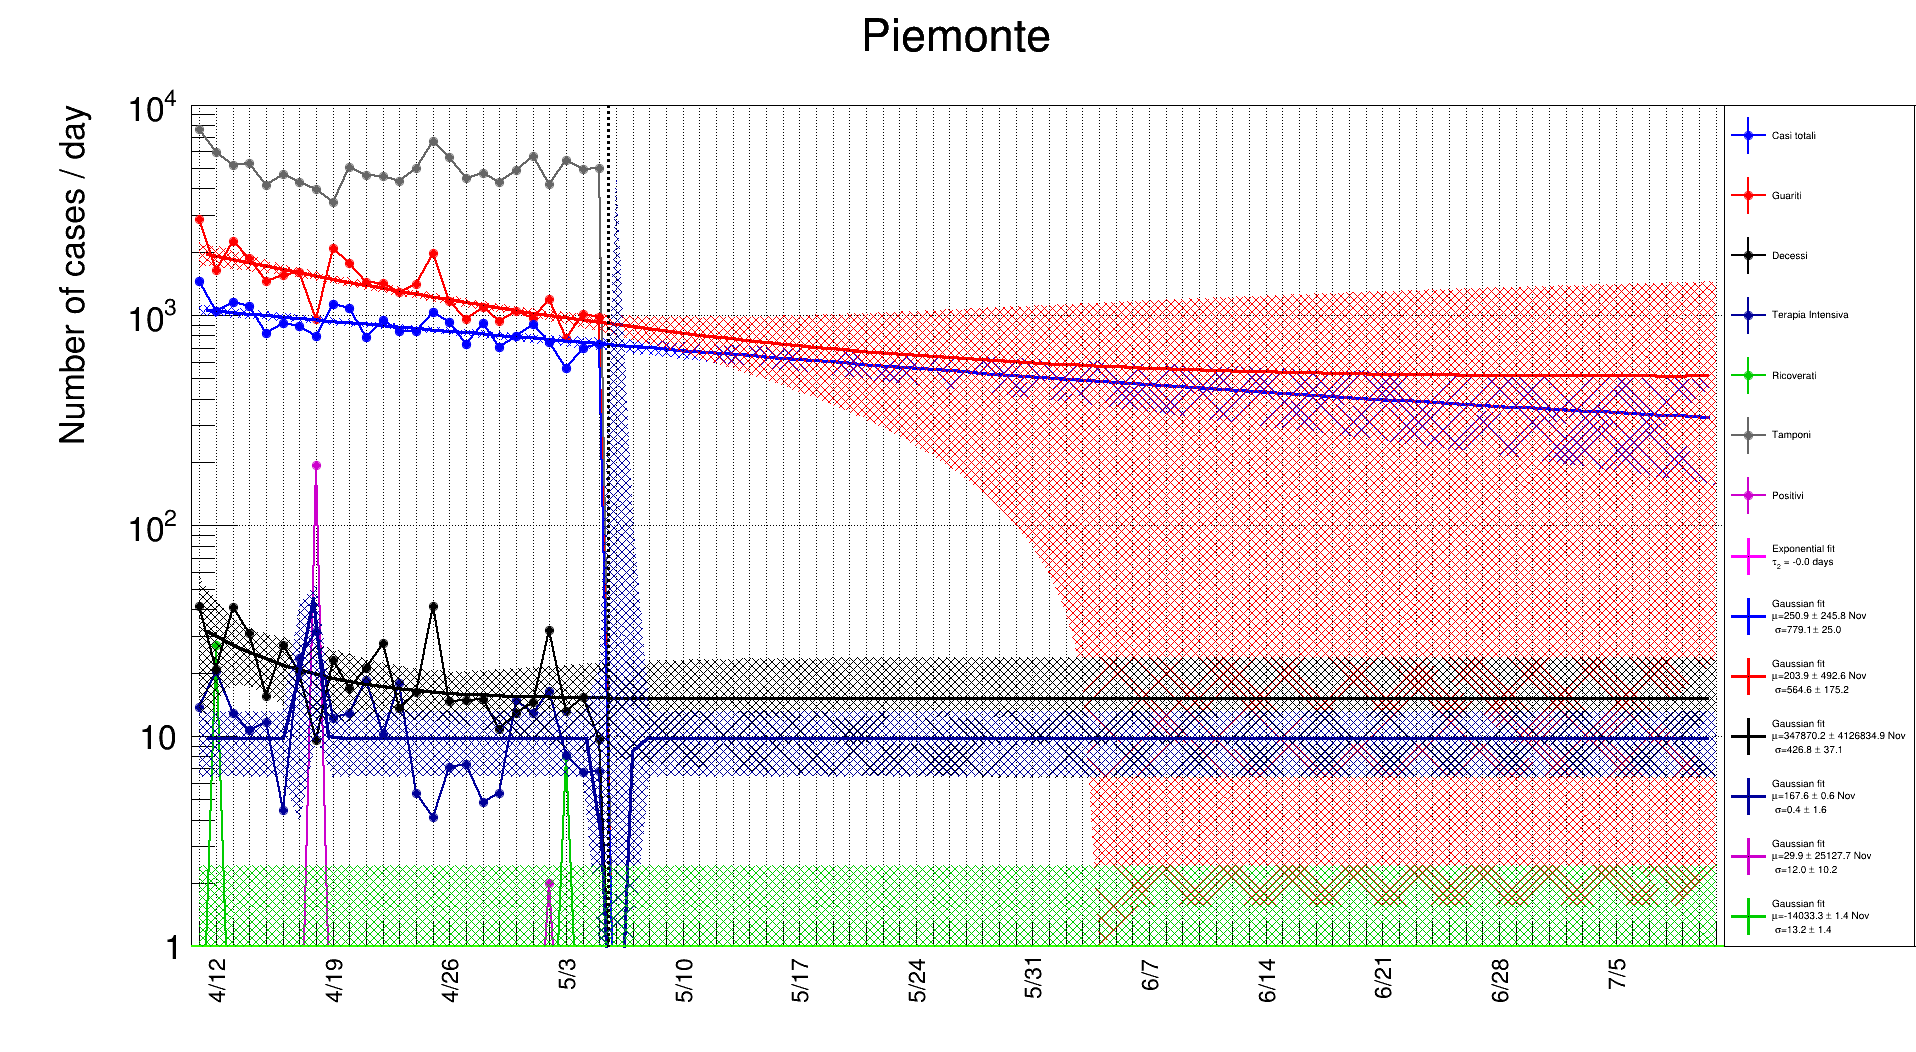 Piemonte
Number of cases / day
10⁴
10³
10²
10
1
4/12
4/19
4/26
5/3
5/10
5/17
5/24
5/31
6/7
6/14
6/21
6/28
7/5
Casi totali
Guariti
Decessi
Terapia Intensiva
Ricoverati
Tamponi
Positivi
Exponential fit
τ₂ = -0.0 days
Gaussian fit
μ=250.9 ± 245.8 Nov
σ=779.1 ± 25.0
Gaussian fit
μ=203.9 ± 492.6 Nov
σ=564.6 ± 175.2
Gaussian fit
μ=347870.2 ± 4126834.9 Nov
σ=426.8 ± 37.1
Gaussian fit
μ=167.6 ± 0.6 Nov
σ=0.4 ± 1.6
Gaussian fit
μ=29.9 ± 25127.7 Nov
σ=12.0 ± 10.2
Gaussian fit
μ=-14033.3 ± 1.4 Nov
σ=13.2 ± 1.4